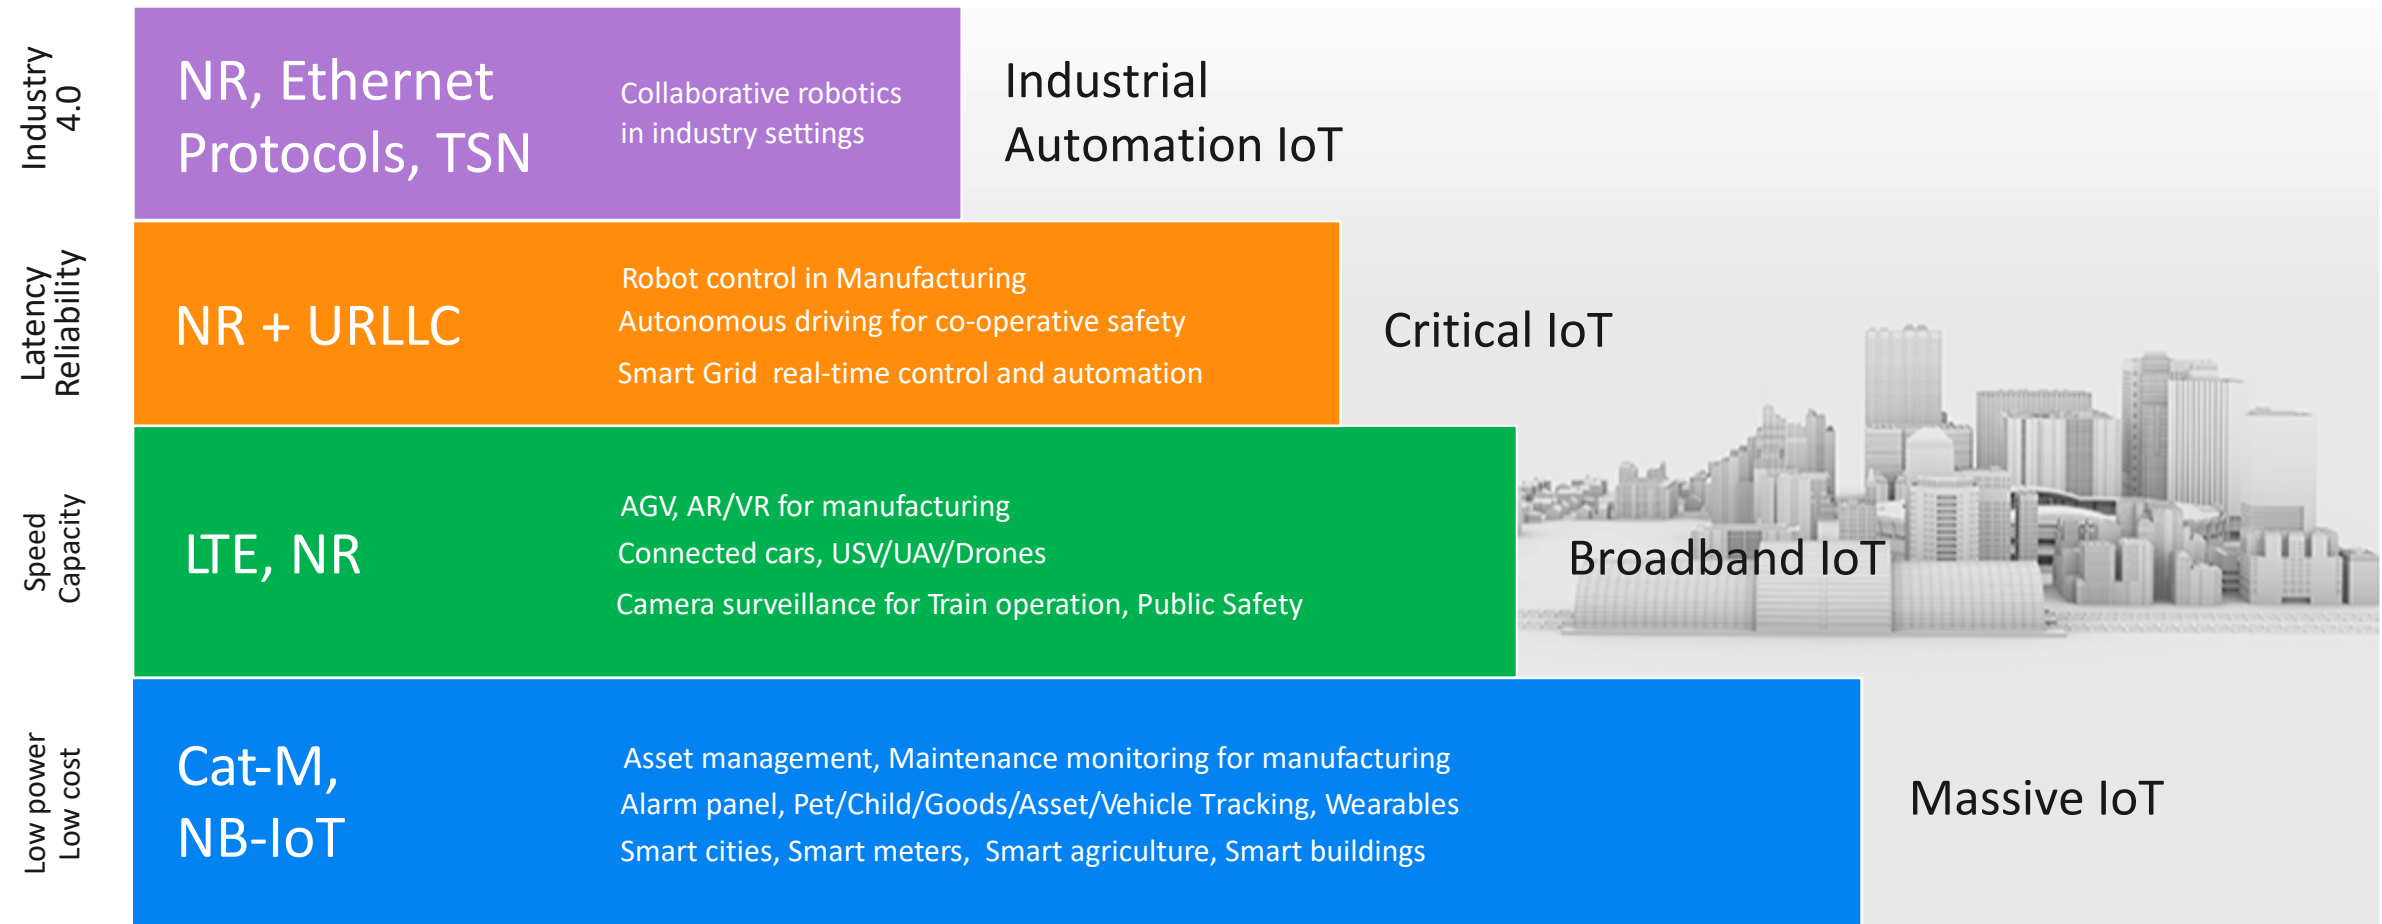 Industry
4.0
NR, Ethernet
Protocols, TSN
Collaborative robotics
in industry settings
Industrial
Automation IoT
Latency
Reliability
NR + URLLC
Robot control in Manufacturing
Autonomous driving for co-operative safety
Smart Grid  real-time control and automation
Critical IoT
Speed
Capacity
LTE, NR
AGV, AR/VR for manufacturing
Connected cars, USV/UAV/Drones
Camera surveillance for Train operation, Public Safety
Broadband IoT
Low power
Low cost
Cat-M,
NB-IoT
Asset management, Maintenance monitoring for manufacturing
Alarm panel, Pet/Child/Goods/Asset/Vehicle Tracking, Wearables
Smart cities, Smart meters,  Smart agriculture, Smart buildings
Massive IoT